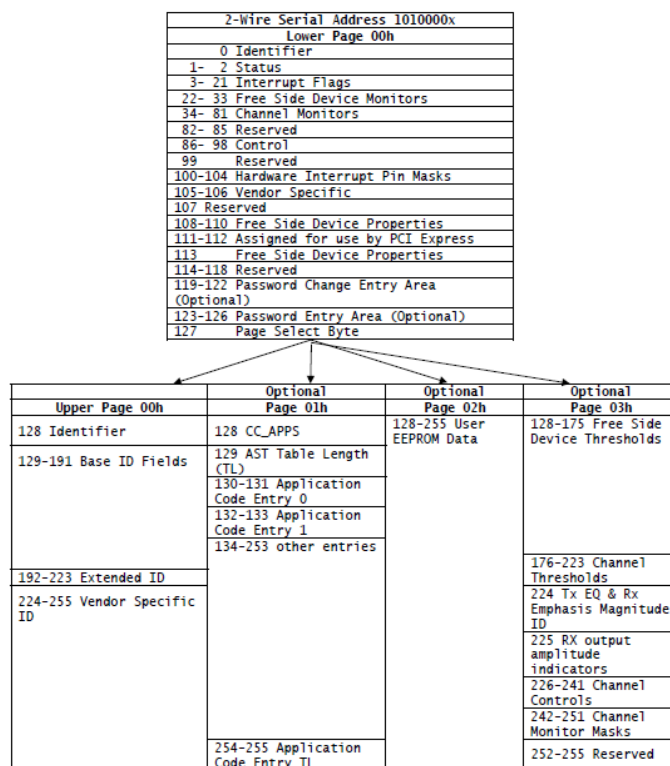 2-Wire Serial Address 1010000x
Lower Page 00h
0 Identifier
1- 2 Status
3- 21 Interrupt Flags
22- 33 Free Side Device Monitors
34- 81 Channel Monitors
82- 85 Reserved
86- 98 Control
99 Reserved
100-104 Hardware Interrupt Pin Masks
105-106 Vendor Specific
107 Reserved
108-110 Free Side Device Properties
111-112 Assigned for use by PCI Express
113 Free Side Device Properties
114-118 Reserved
119-122 Password Change Entry Area
(Optional)
123-126 Password Entry Area (Optional)
127 Page Select Byte
Upper Page 00h
128 Identifier
129-191 Base ID Fields
192-223 Extended ID
224-255 Vendor Specific
ID
Optional
Page 01h
128 CC_APPS
129 AST Table Length
(TL)
130-131 Application
Code Entry 0
132-133 Application
Code Entry 1
134-253 other entries
254-255 Application
Code Entry TL
Optional
Page 02h
128-255 User
EEPROM Data
Optional
Page 03h
128-175 Free Side
Device Thresholds
176-223 Channel
Thresholds
224 Tx EQ & Rx
Emphasis Magnitude
ID
225 RX output
amplitude
indicators
226-241 Channel
Controls
242-251 Channel
Monitor Masks
252-255 Reserved